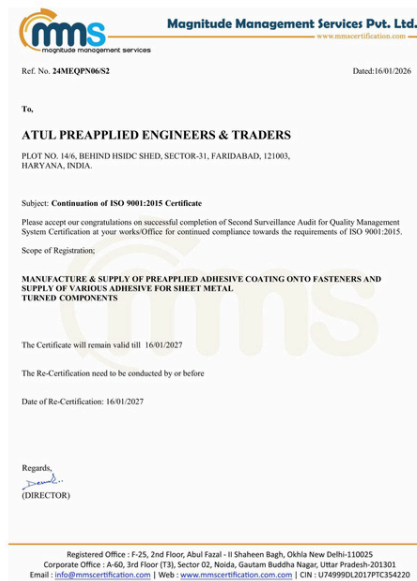 mms
magnitude management services
Magnitude Management Services Pvt. Ltd.
www.mmscertification.com
Ref. No. 24MEQPN06/S2
Dated:16/01/2026
To,
ATUL PREAPPLIED ENGINEERS & TRADERS
PLOT NO. 14/6, BEHIND HSIDC SHED, SECTOR-31, FARIDABAD, 121003,
HARYANA, INDIA.
Subject: Continuation of ISO 9001:2015 Certificate
Please accept our congratulations on successful completion of Second Surveillance Audit for Quality Management
System Certification at your works/Office for continued compliance towards the requirements of ISO 9001:2015.
Scope of Registration;
MANUFACTURE & SUPPLY OF PREAPPLIED ADHESIVE COATING ONTO FASTENERS AND
SUPPLY OF VARIOUS ADHESIVE FOR SHEET METAL
TURNED COMPONENTS
The Certificate will remain valid till 16/01/2027
The Re-Certification need to be conducted by or before
Date of Re-Certification: 16/01/2027
Regards,
(DIRECTOR)
Registered Office : F-25, 2nd Floor, Abul Fazal - II Shaheen Bagh, Okhla New Delhi-110025
Corporate Office : A-60, 3rd Floor (T3), Sector 02, Noida, Gautam Buddha Nagar, Uttar Pradesh-201301
Email : info@mmscertification.com | Web : www.mmscertification.com | CIN : U74999DL2017PTC354220